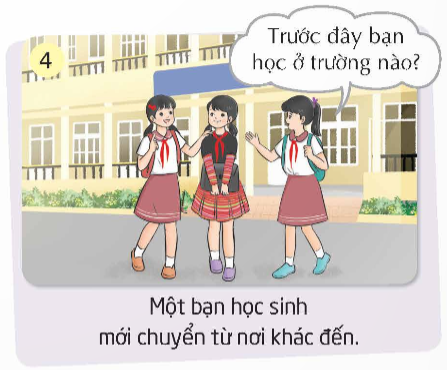 4
Trước đây bạn
học ở trường nào?
Một bạn học sinh
mới chuyển từ nơi khác đến.